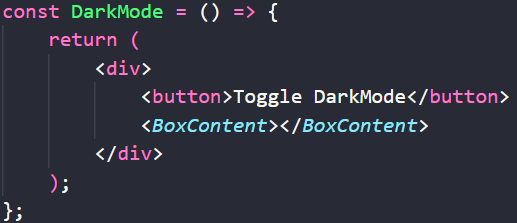 const DarkMode = () => {
    return (
        <div>
            <button>Toggle DarkMode</button>
            <BoxContent></BoxContent>
        </div>
    );
};